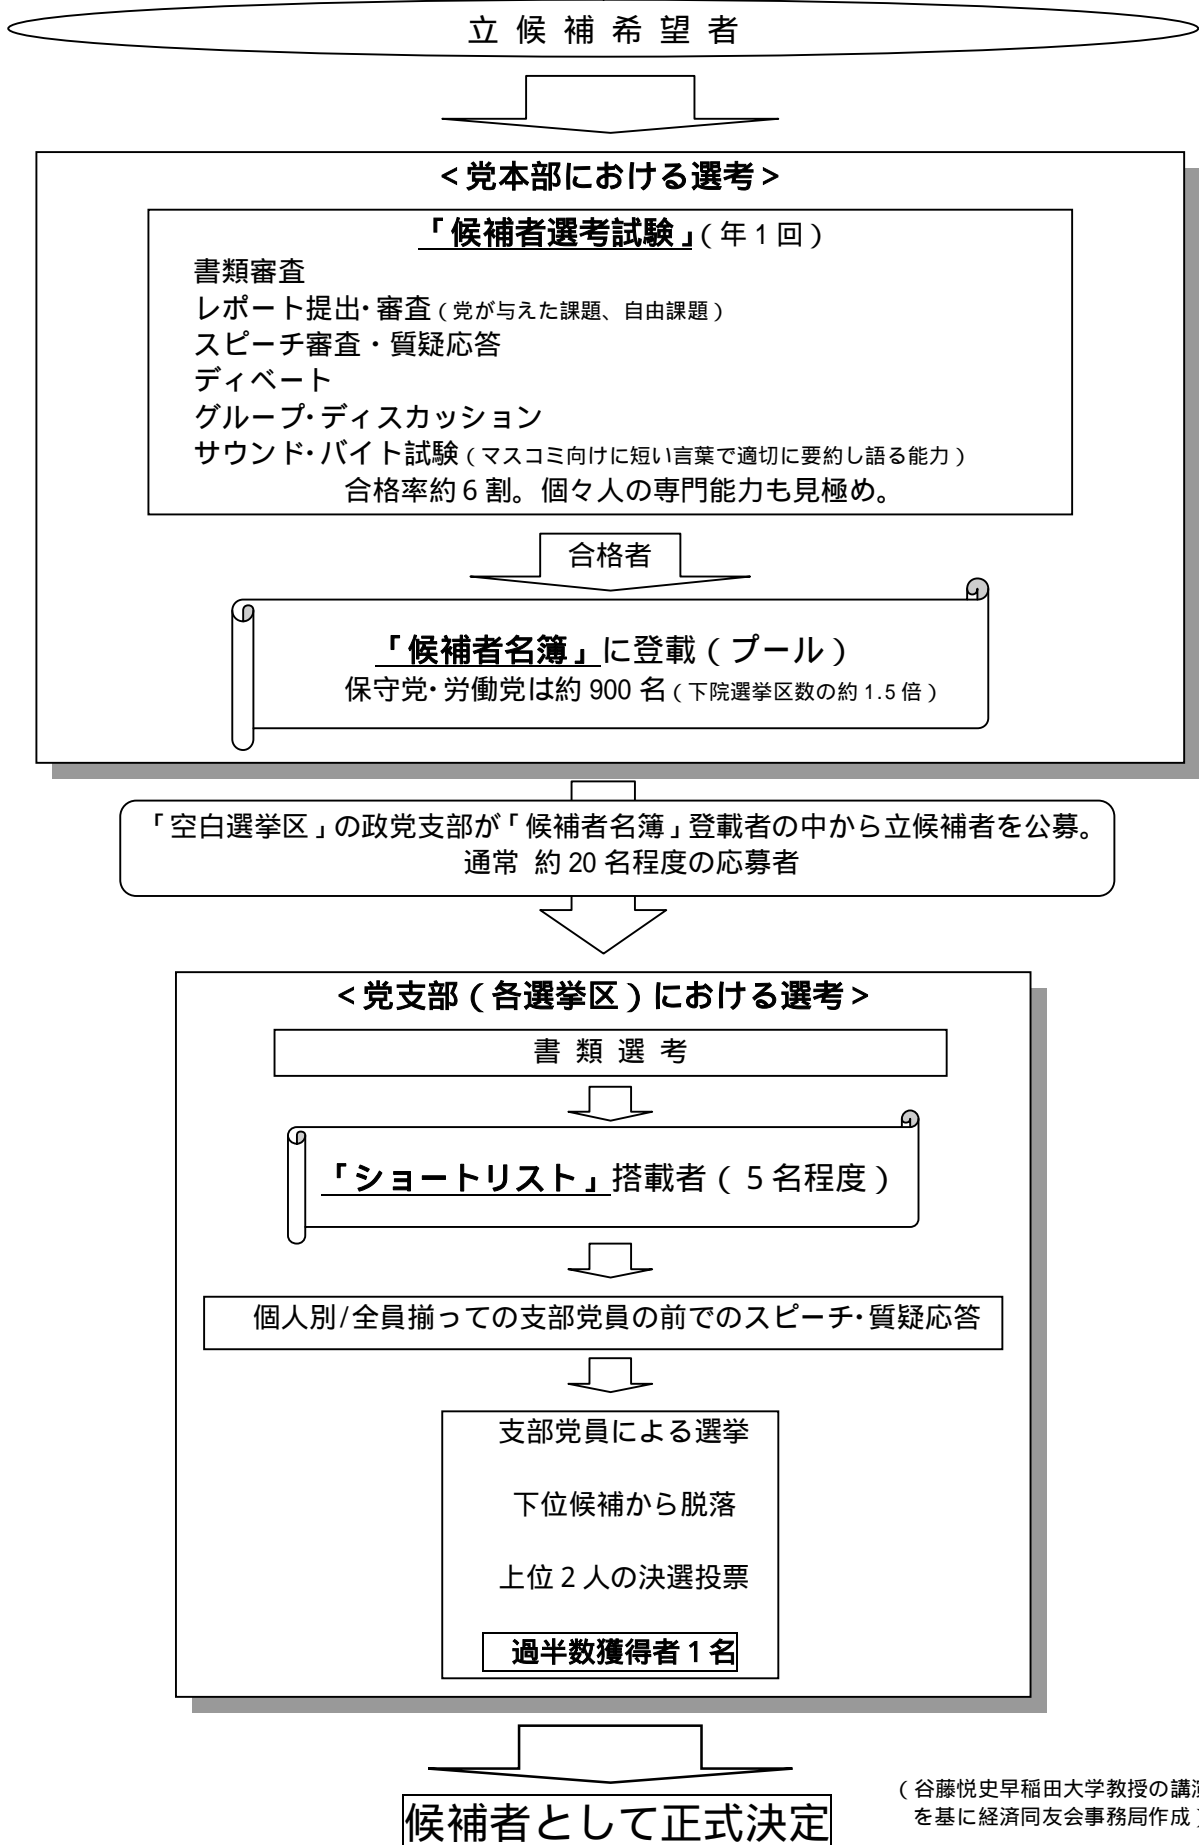 立候補希望者
＜党本部における選考＞
「候補者選考試験」（年１回）
書類審査
レポート提出・審査（党が与えた課題、自由課題）
スピーチ審査・質疑応答
ディベート
グループ・ディスカッション
サウンド・バイト試験（マスコミ向けに短い言葉で適切に要約し語る能力）
合格率約６割。個々人の専門能力も見極め。
合格者
「候補者名簿」に登載（プール）
保守党・労働党は約900名（下院選挙区数の約1.5倍）
「空白選挙区」の政党支部が「候補者名簿」登載者の中から立候補者を公募。
通常 約20名程度の応募者
＜党支部（各選挙区）における選考＞
書類選考
「ショートリスト」搭載者（５名程度）
個人別/全員揃っての支部党員の前でのスピーチ・質疑応答
支部党員による選挙
下位候補から脱落
上位２人の決選投票
過半数獲得者１名
候補者として正式決定
（谷藤悦史早稲田大学教授の講演
を基に経済同友会事務局作成）